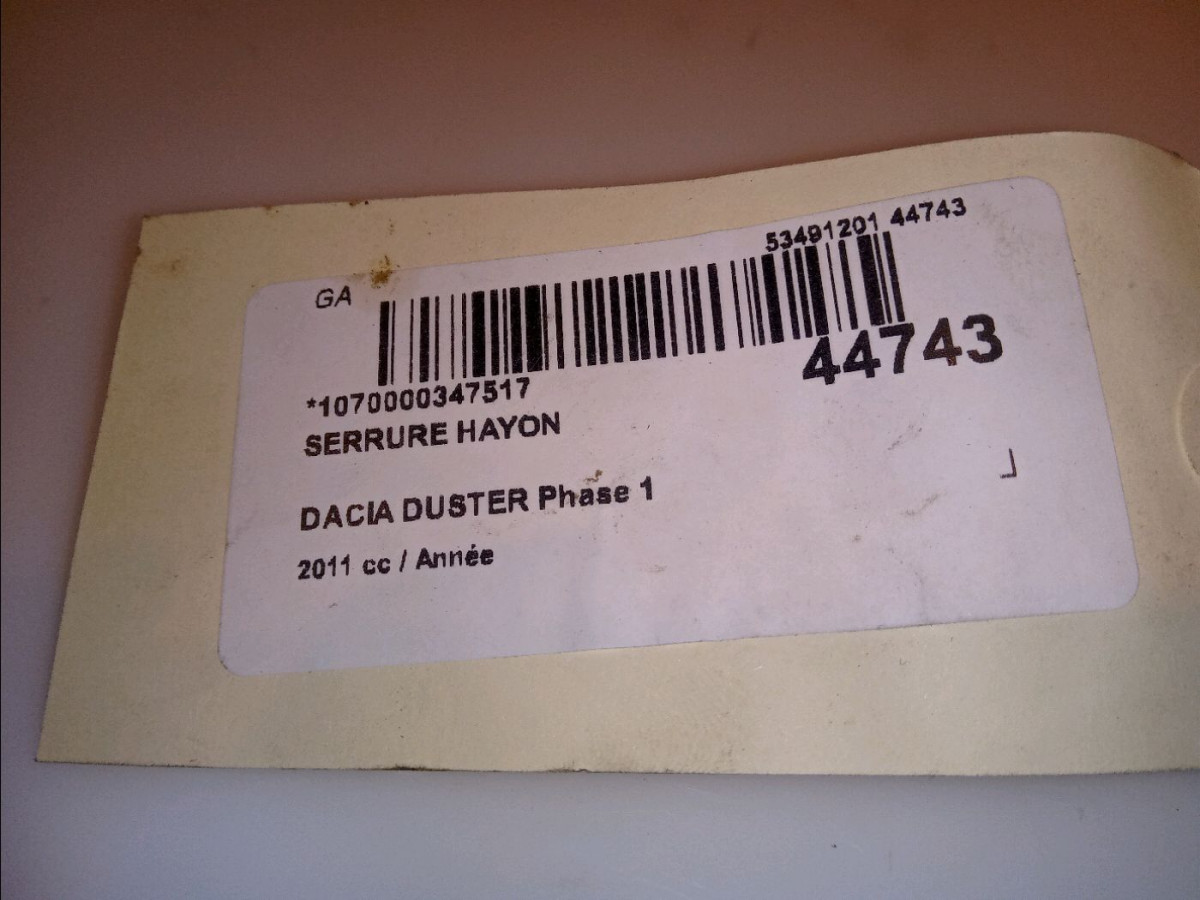 53491201 44743
GA
44743
*1070000347517
SERRURE HAYON
DACIA DUSTER Phase 1
2011 cc / Année